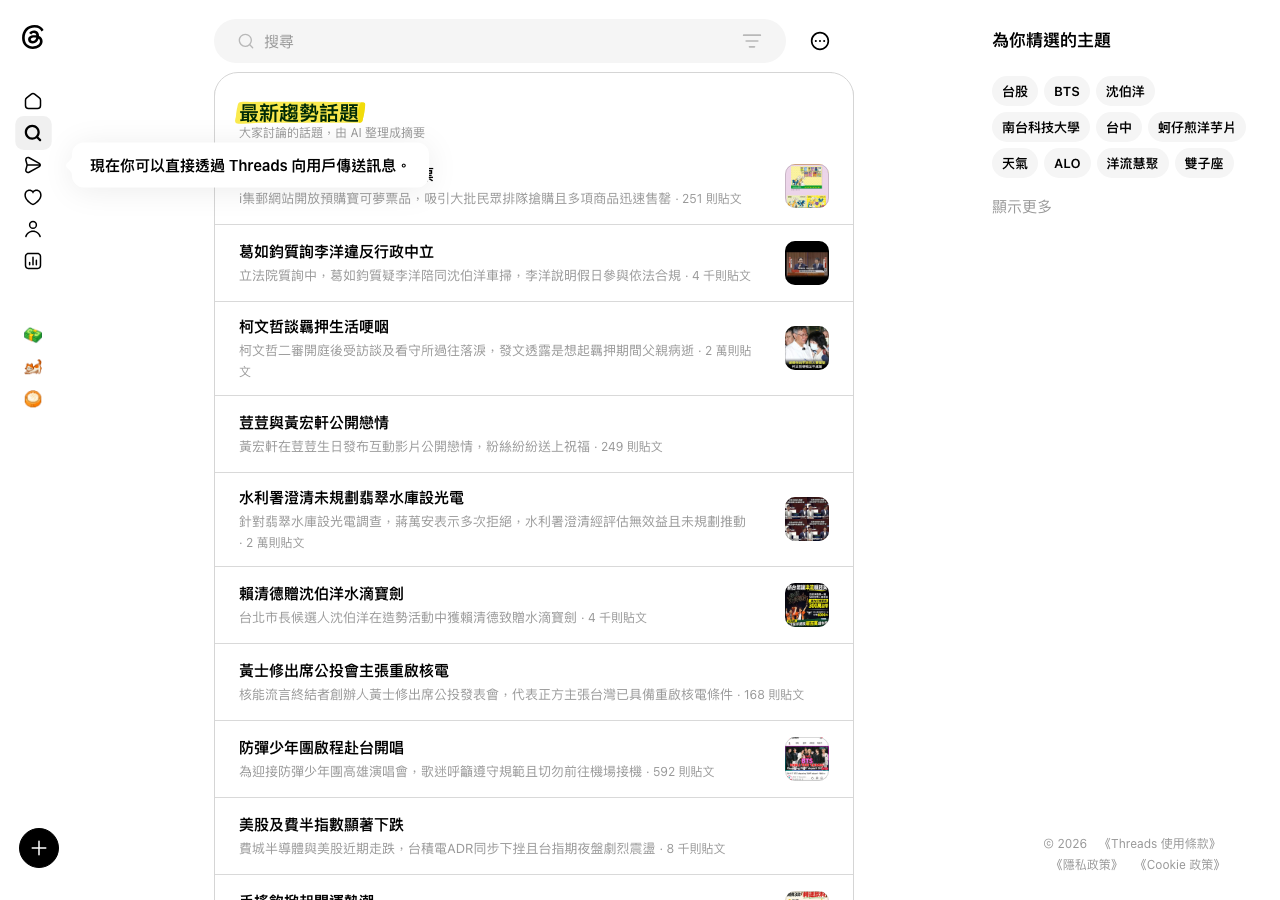 搜尋
最新趨勢話題
大家討論的話題，由 AI 整理成摘要
現在你可以直接透過 Threads 向用戶傳送訊息。
票
i集郵網站開放預購寶可夢票品，吸引大批民眾排隊搶購且多項商品迅速售罄 · 251 則貼文
葛如鈞質詢李洋違反行政中立
立法院質詢中，葛如鈞質疑李洋陪同沈伯洋車掃，李洋說明假日參與依法合規 · 4 千則貼文
柯文哲談羈押生活哽咽
柯文哲二審開庭後受訪談及看守所過往落淚，發文透露是想起羈押期間父親病逝 · 2 萬則貼
文
荳荳與黃宏軒公開戀情
黃宏軒在荳荳生日發布互動影片公開戀情，粉絲紛紛送上祝福 · 249 則貼文
水利署澄清未規劃翡翠水庫設光電
針對翡翠水庫設光電調查，蔣萬安表示多次拒絕，水利署澄清經評估無效益且未規劃推動
· 2 萬則貼文
賴清德贈沈伯洋水滴寶劍
台北市長候選人沈伯洋在造勢活動中獲賴清德致贈水滴寶劍 · 4 千則貼文
黃士修出席公投會主張重啟核電
核能流言終結者創辦人黃士修出席公投發表會，代表正方主張台灣已具備重啟核電條件 · 168 則貼文
防彈少年團啟程赴台開唱
為迎接防彈少年團高雄演唱會，歌迷呼籲遵守規範且切勿前往機場接機 · 592 則貼文
美股及費半指數顯著下跌
費城半導體與美股近期走跌，台積電ADR同步下挫且台指期夜盤劇烈震盪 · 8 千則貼文
為你精選的主題
台股 BTS 沈伯洋
南台科技大學 台中 蚵仔煎洋芋片
天氣 ALO 洋流慧聚 雙子座
顯示更多
© 2026 《Threads 使用條款》
《隱私政策》 《Cookie 政策》